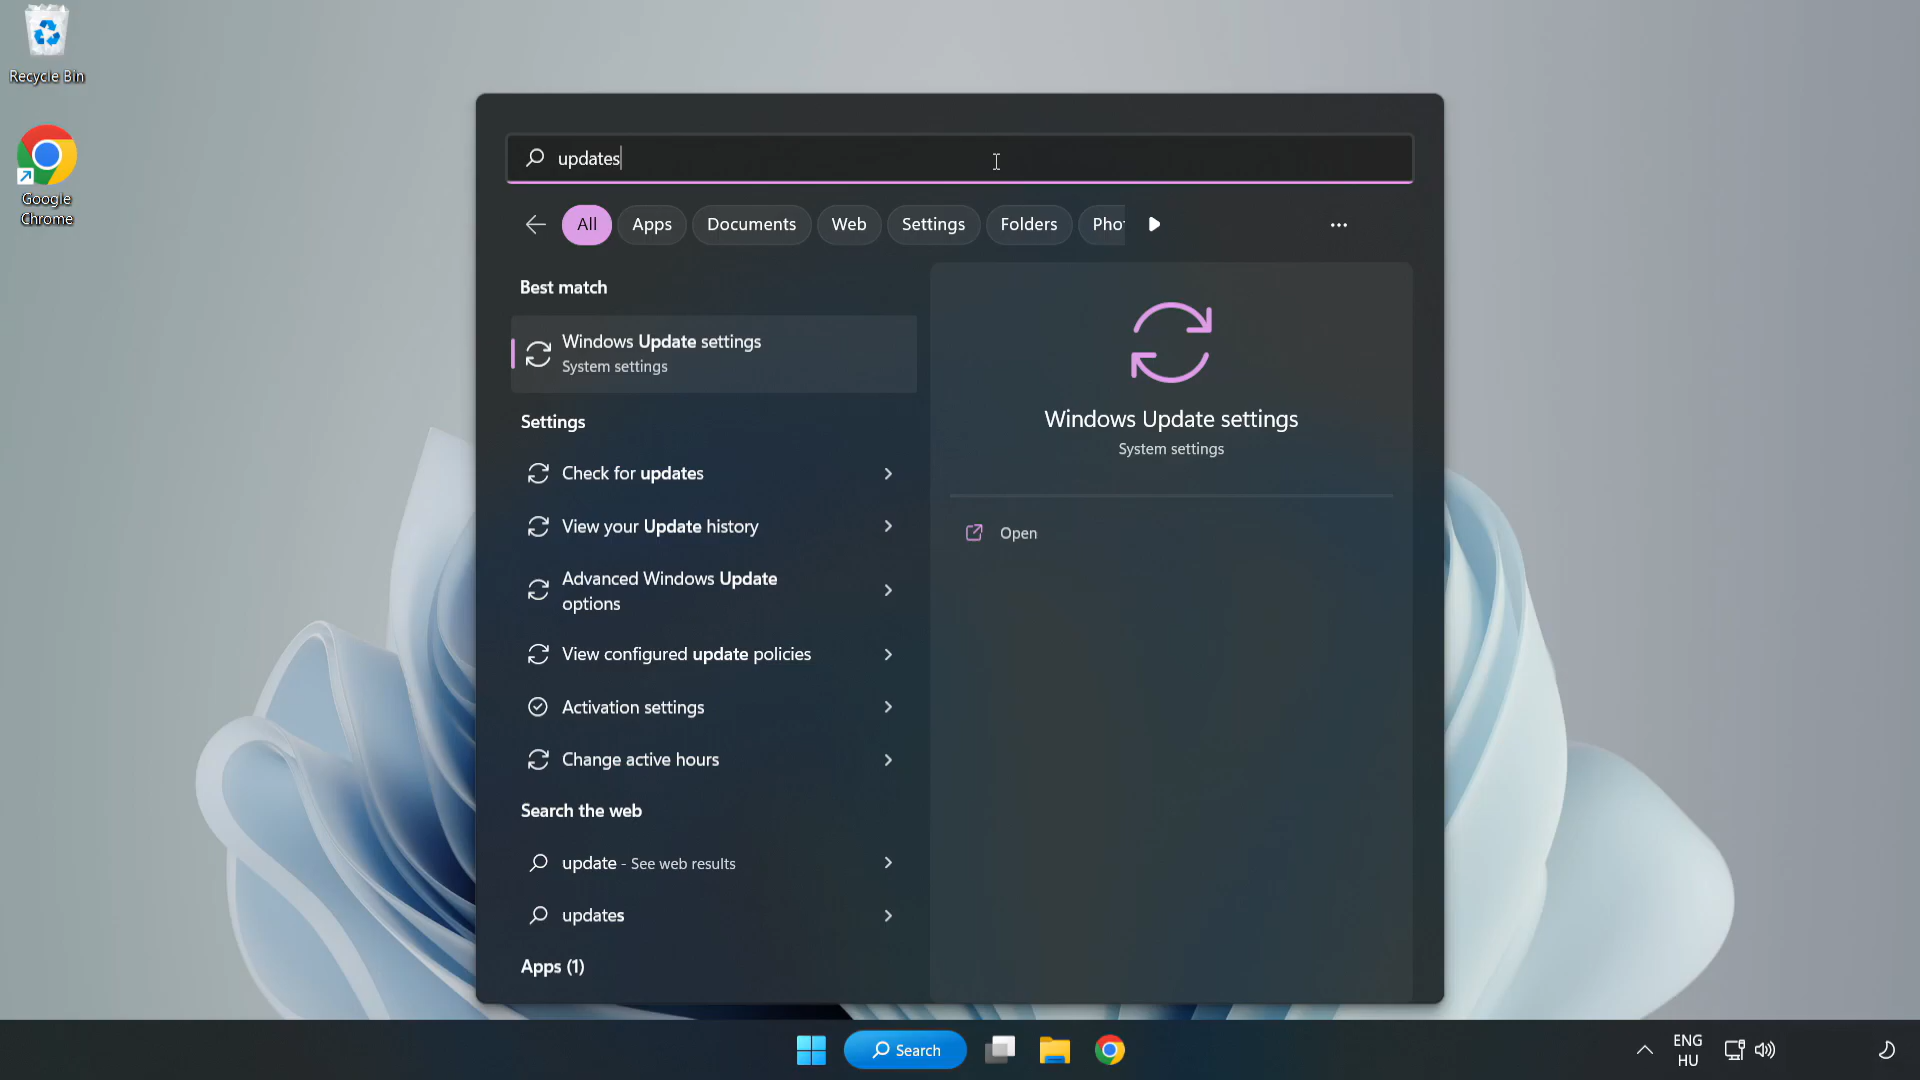 Recycle Bin
Google
Chrome
updates
All
Apps
Documents
Web
Settings
Folders
Pho
Best match
Windows Update settings
System settings
Settings
Check for updates
View your Update history
Advanced Windows Update
options
View configured update policies
Activation settings
Change active hours
Search the web
update - See web results
updates
Apps (1)
Windows Update settings
System settings
Open
Search
ENG
HU